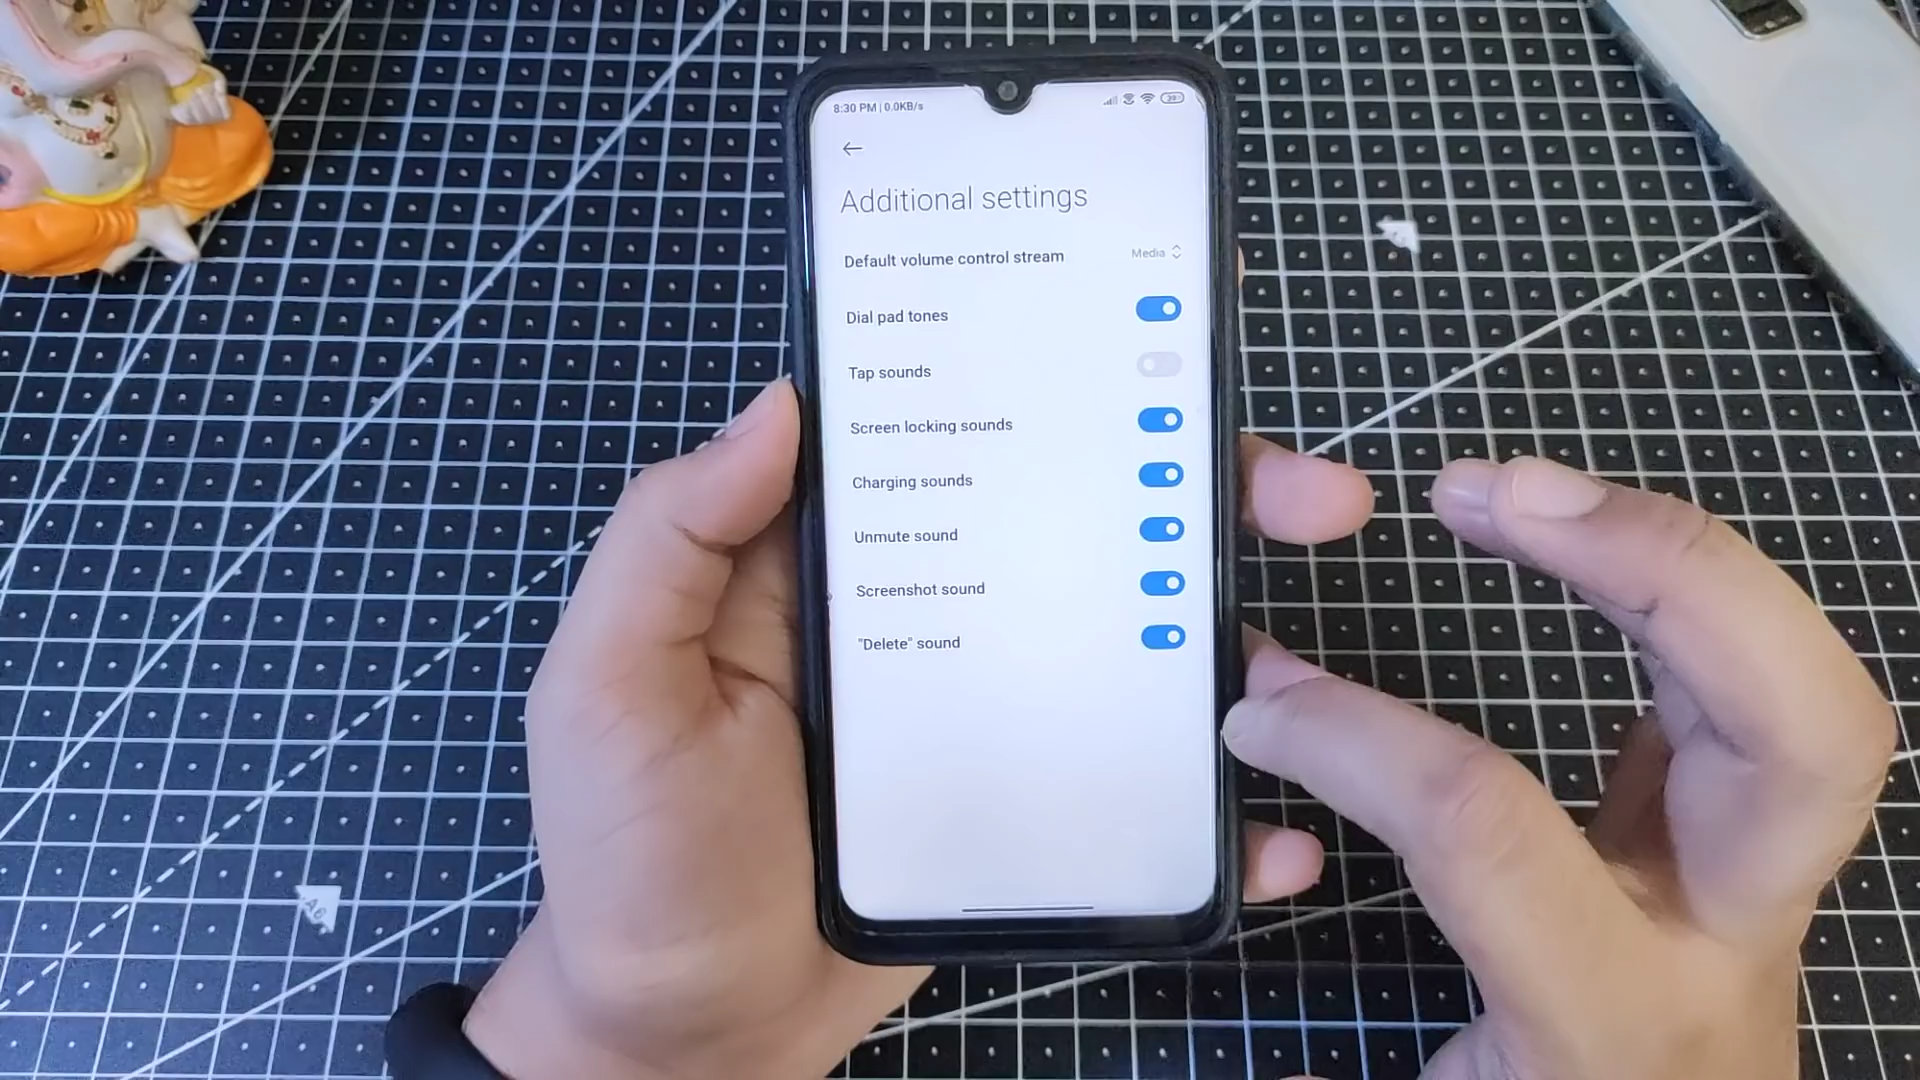 8:30 PM | 0.0KB/s
Additional settings
Default volume control stream Media
Dial pad tones
Tap sounds
Screen locking sounds
Charging sounds
Unmute sound
Screenshot sound
"Delete" sound
A6